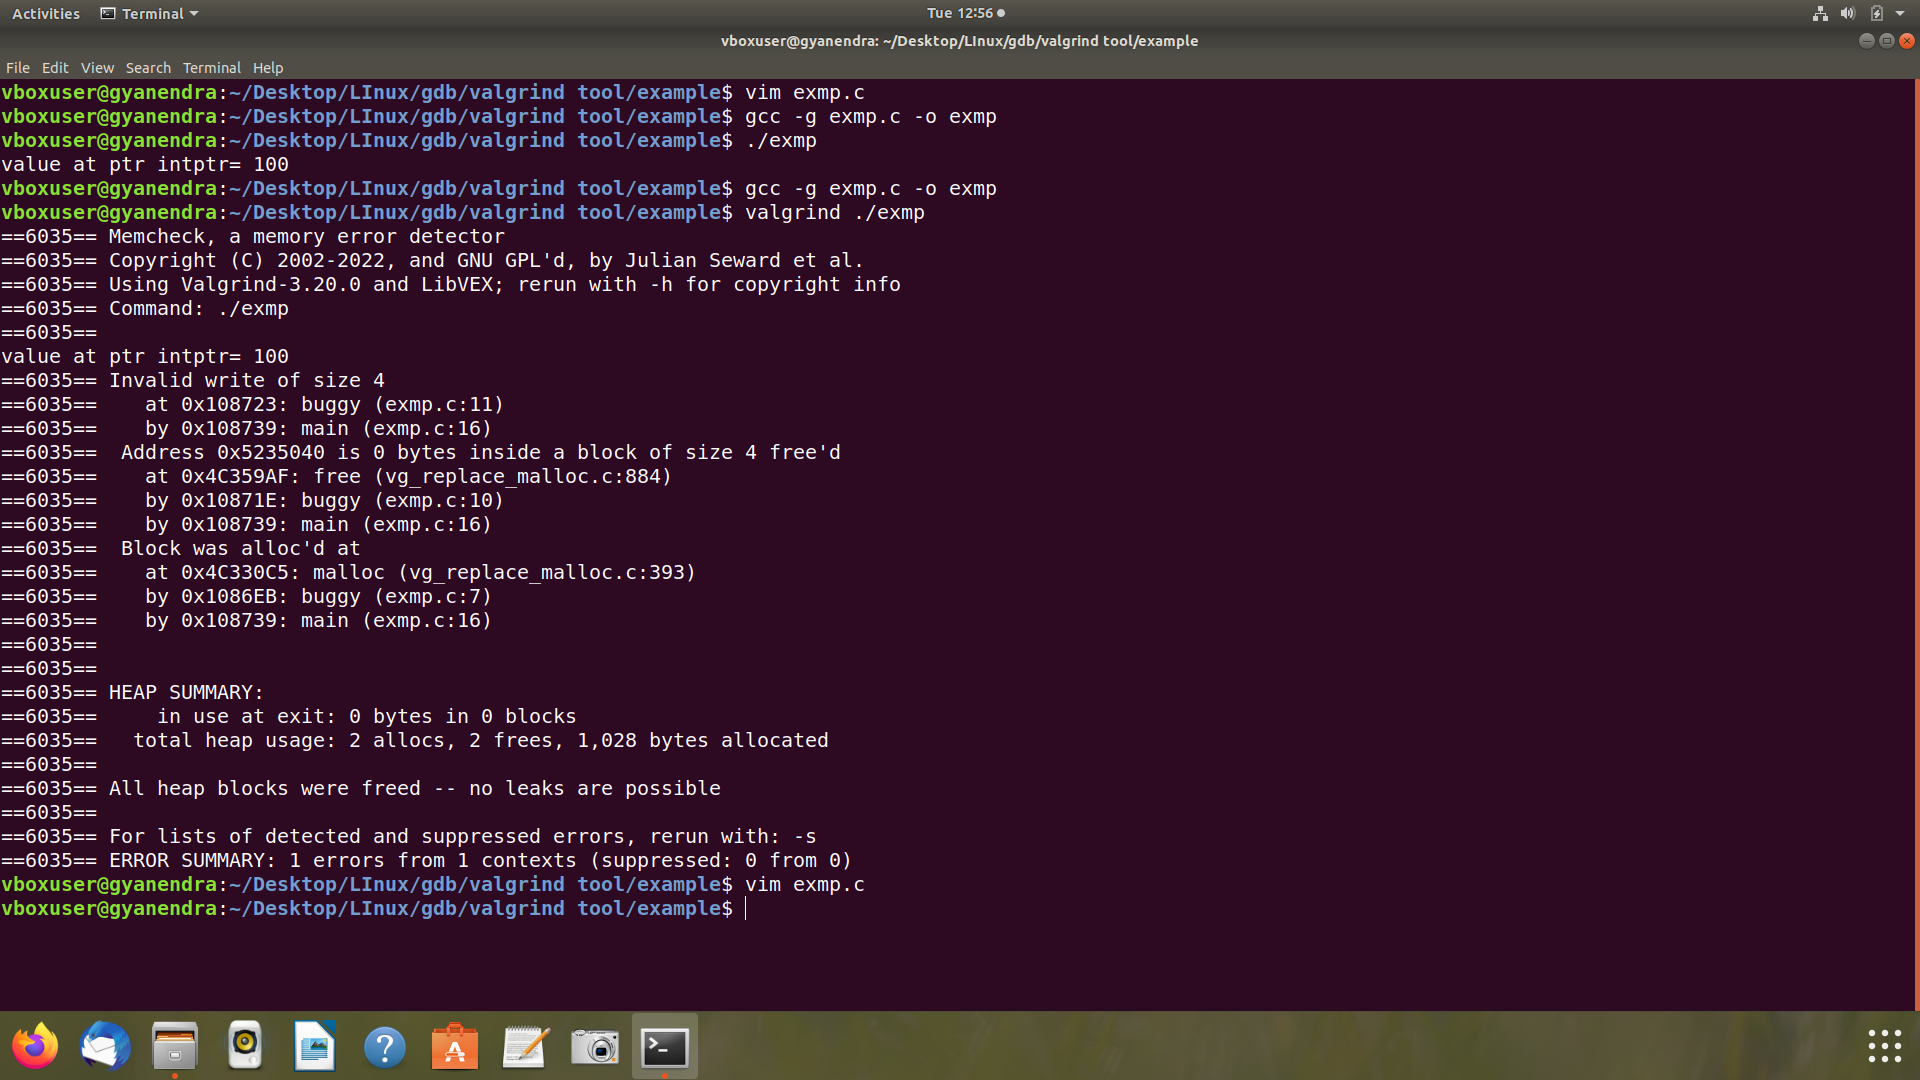 Activities Terminal Tue 12:56
vboxuser@gyanendra: ~/Desktop/LInux/gdb/valgrind tool/example
File Edit View Search Terminal Help
vboxuser@gyanendra:~/Desktop/LInux/gdb/valgrind tool/example$ vim exmp.c
vboxuser@gyanendra:~/Desktop/LInux/gdb/valgrind tool/example$ gcc -g exmp.c -o exmp
vboxuser@gyanendra:~/Desktop/LInux/gdb/valgrind tool/example$ ./exmp
value at ptr intptr= 100
vboxuser@gyanendra:~/Desktop/LInux/gdb/valgrind tool/example$ gcc -g exmp.c -o exmp
vboxuser@gyanendra:~/Desktop/LInux/gdb/valgrind tool/example$ valgrind ./exmp
==6035== Memcheck, a memory error detector
==6035== Copyright (C) 2002-2022, and GNU GPL'd, by Julian Seward et al.
==6035== Using Valgrind-3.20.0 and LibVEX; rerun with -h for copyright info
==6035== Command: ./exmp
==6035==
value at ptr intptr= 100
==6035== Invalid write of size 4
==6035==    at 0x108723: buggy (exmp.c:11)
==6035==    by 0x108739: main (exmp.c:16)
==6035==  Address 0x5235040 is 0 bytes inside a block of size 4 free'd
==6035==    at 0x4C359AF: free (vg_replace_malloc.c:884)
==6035==    by 0x10871E: buggy (exmp.c:10)
==6035==    by 0x108739: main (exmp.c:16)
==6035==  Block was alloc'd at
==6035==    at 0x4C330C5: malloc (vg_replace_malloc.c:393)
==6035==    by 0x1086EB: buggy (exmp.c:7)
==6035==    by 0x108739: main (exmp.c:16)
==6035==
==6035==
==6035== HEAP SUMMARY:
==6035==     in use at exit: 0 bytes in 0 blocks
==6035==   total heap usage: 2 allocs, 2 frees, 1,028 bytes allocated
==6035==
==6035== All heap blocks were freed -- no leaks are possible
==6035==
==6035== For lists of detected and suppressed errors, rerun with: -s
==6035== ERROR SUMMARY: 1 errors from 1 contexts (suppressed: 0 from 0)
vboxuser@gyanendra:~/Desktop/LInux/gdb/valgrind tool/example$ vim exmp.c
vboxuser@gyanendra:~/Desktop/LInux/gdb/valgrind tool/example$